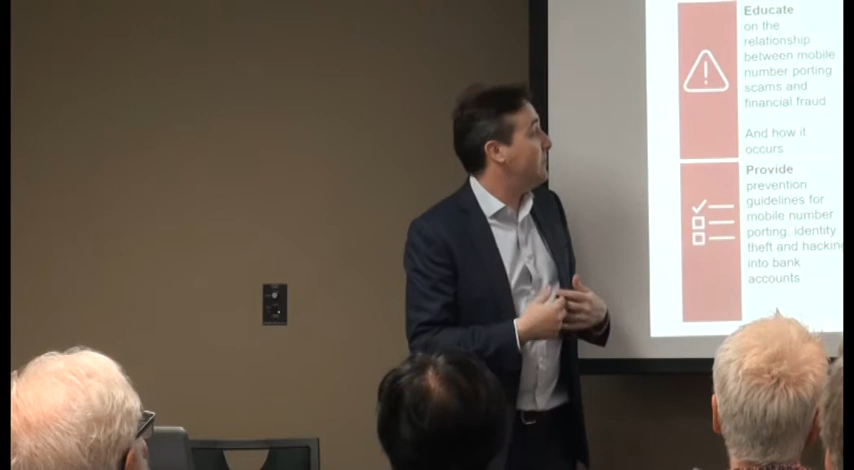 Educate
on the
relationship
between mobile
number porting
scams and
financial fraud
And how it
occurs
Provide
prevention
guidelines for
mobile number
porting, identity
theft and hackin
into bank
accounts